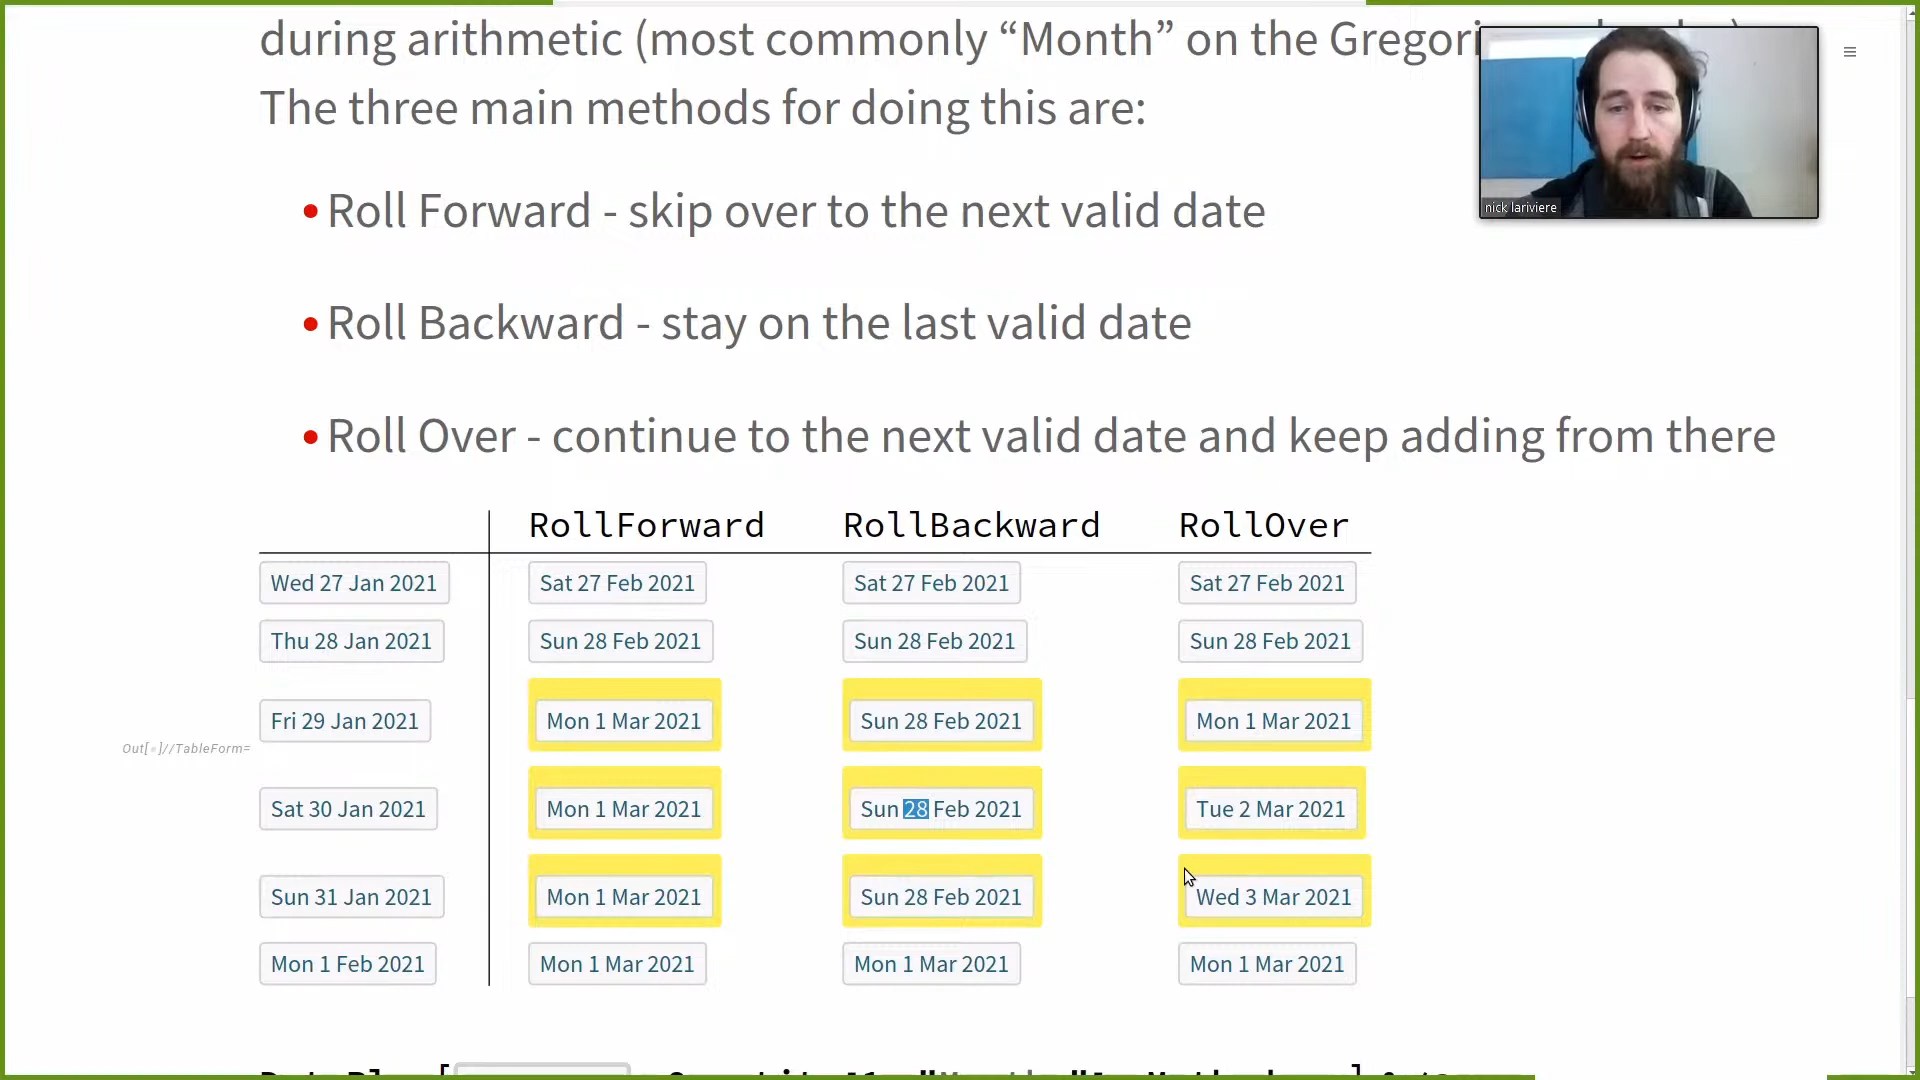 during arithmetic (most commonly “Month” on the
The three main methods for doing this are:
nick lariviere
• Roll Forward - skip over to the next valid date
• Roll Backward - stay on the last valid date
• Roll Over - continue to the next valid date and keep adding from there
RollForward RollBackward RollOver
Wed 27 Jan 2021 Sat 27 Feb 2021 Sat 27 Feb 2021 Sat 27 Feb 2021
Thu 28 Jan 2021 Sun 28 Feb 2021 Sun 28 Feb 2021 Sun 28 Feb 2021
Fri 29 Jan 2021 Mon 1 Mar 2021 Sun 28 Feb 2021 Mon 1 Mar 2021
Out[•]//TableForm=
Sat 30 Jan 2021 Mon 1 Mar 2021 Sun 28 Feb 2021 Tue 2 Mar 2021
Sun 31 Jan 2021 Mon 1 Mar 2021 Sun 28 Feb 2021 Wed 3 Mar 2021
Mon 1 Feb 2021 Mon 1 Mar 2021 Mon 1 Mar 2021 Mon 1 Mar 2021